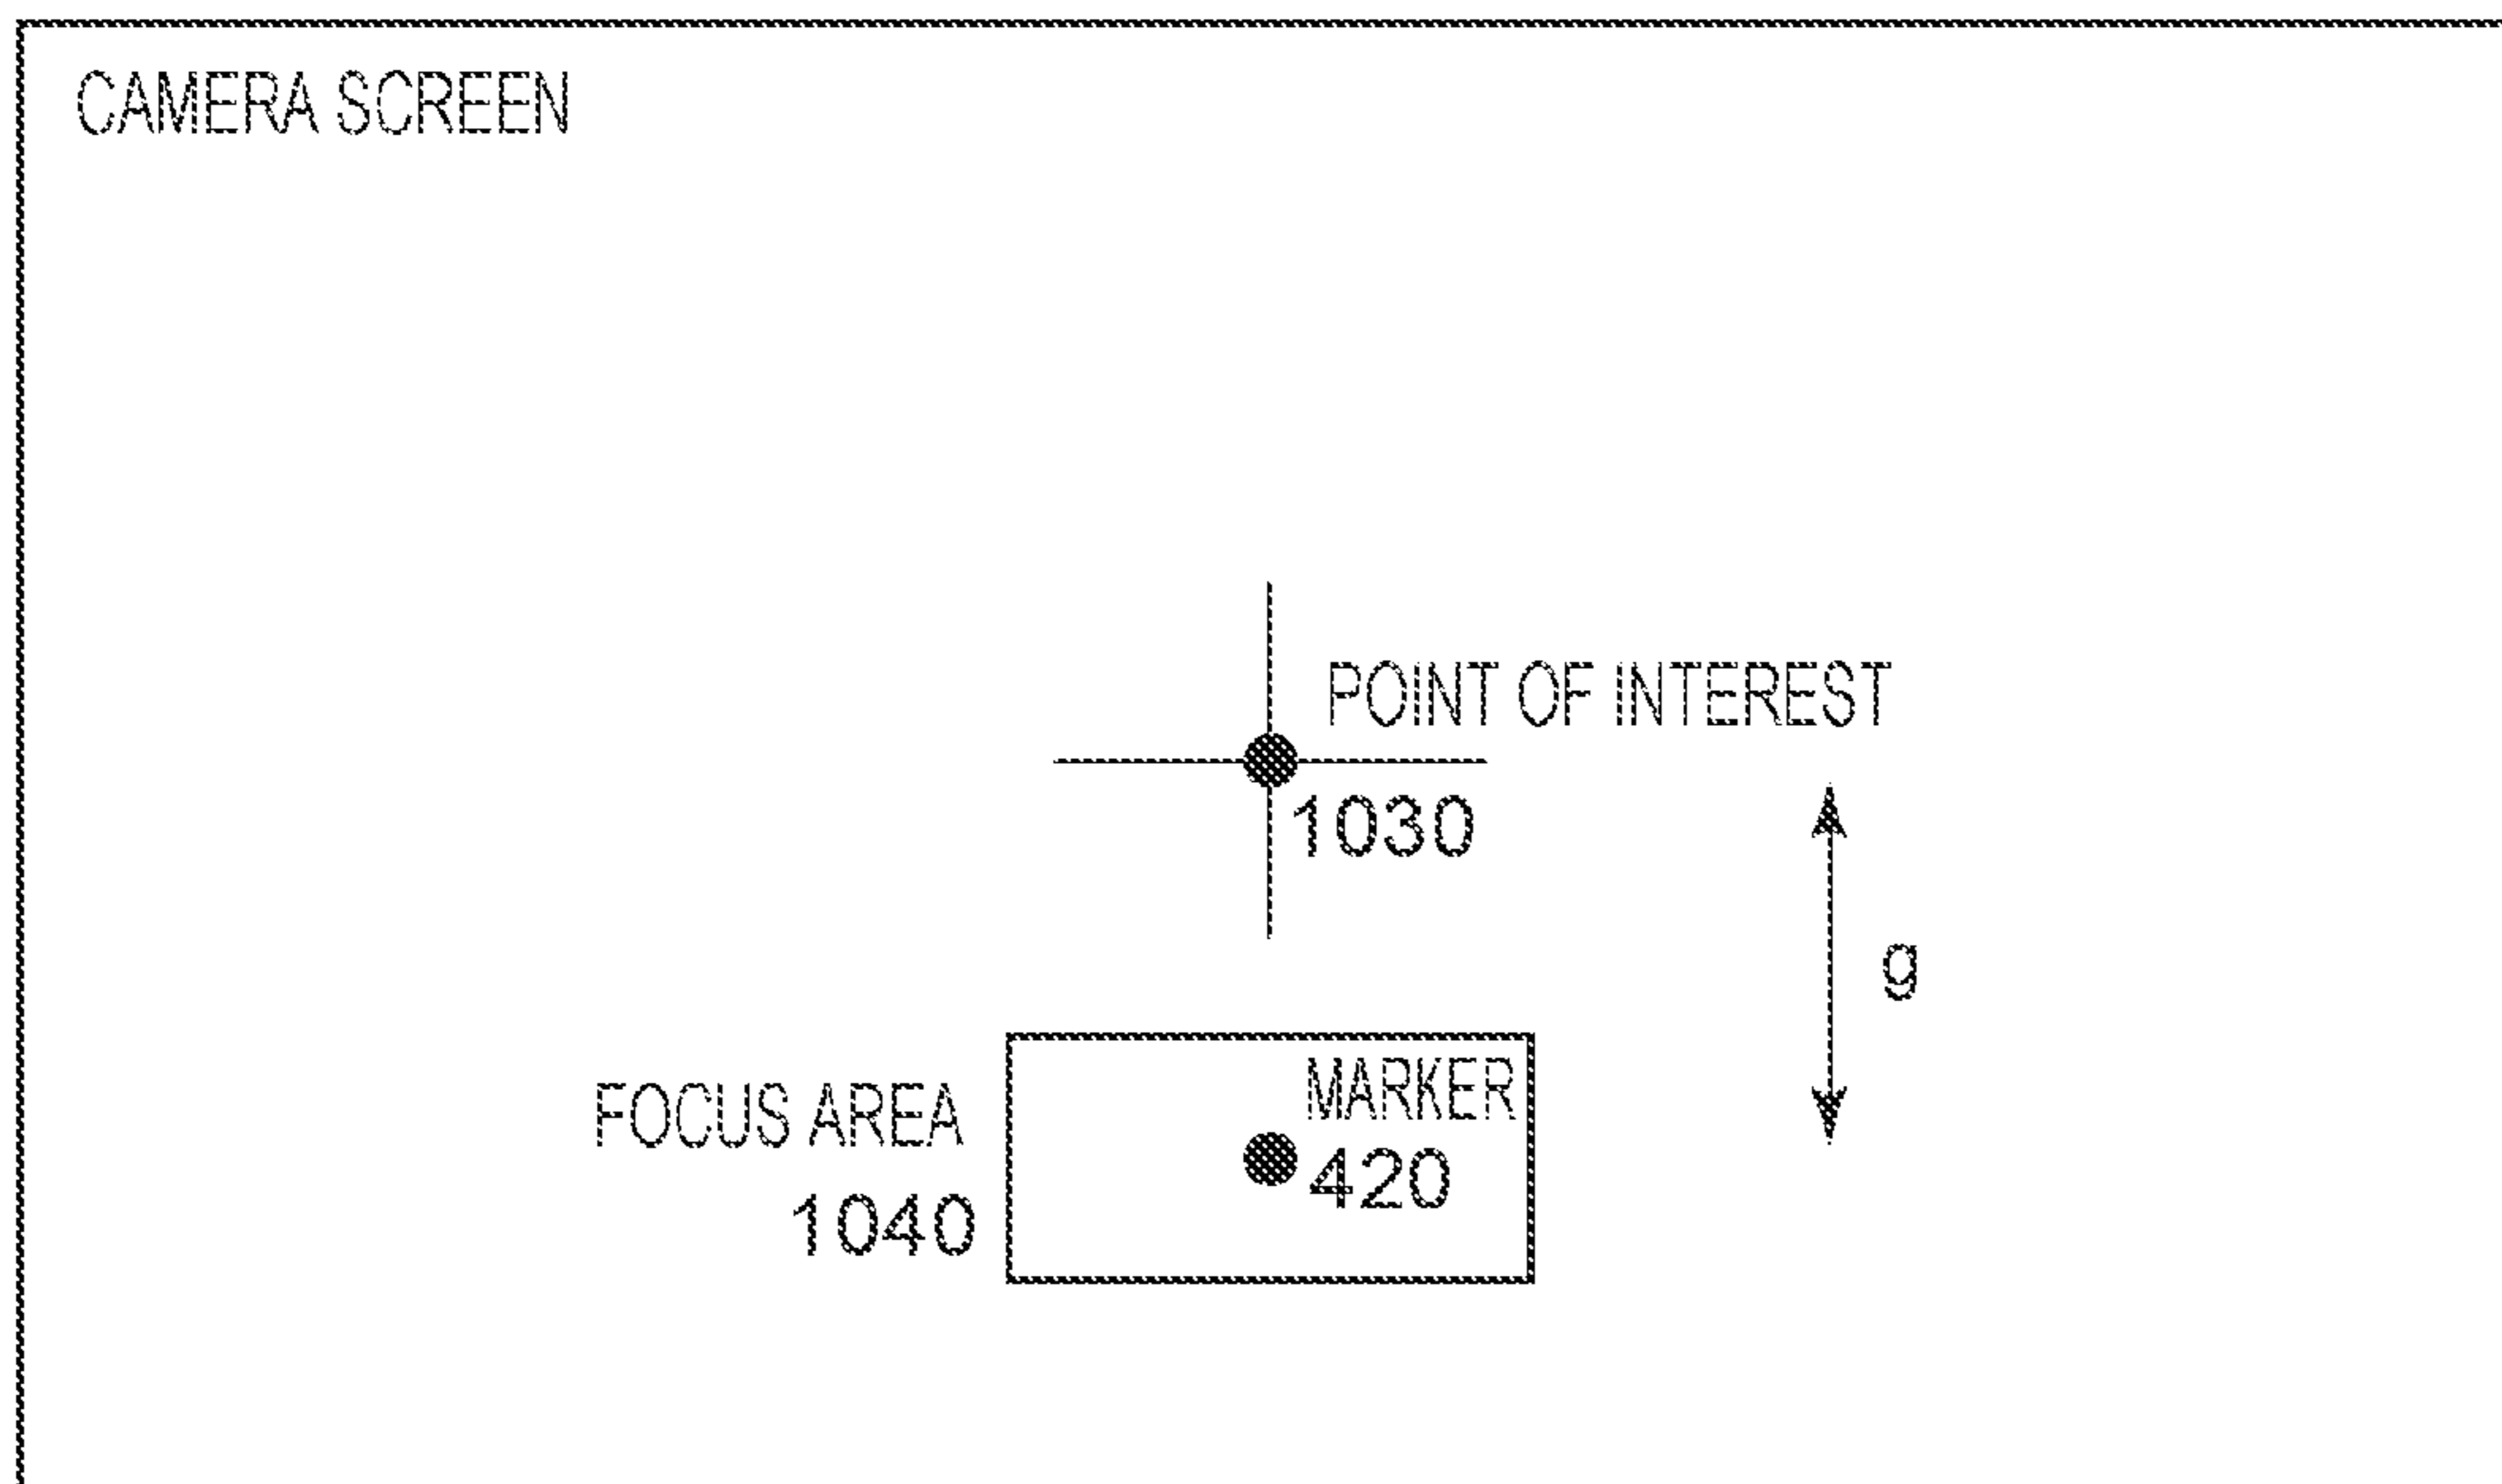 CAMERA SCREEN
POINT OF INTEREST
1030
g
FOCUS AREA
1040
MARKER
420